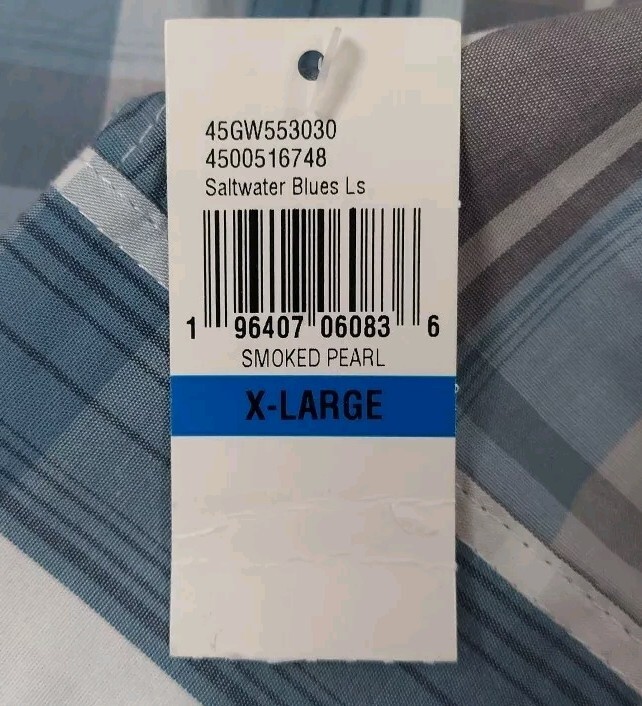 45GW553030
4500516748
Saltwater Blues Ls
1 96407 06083 6
SMOKED PEARL
X-LARGE